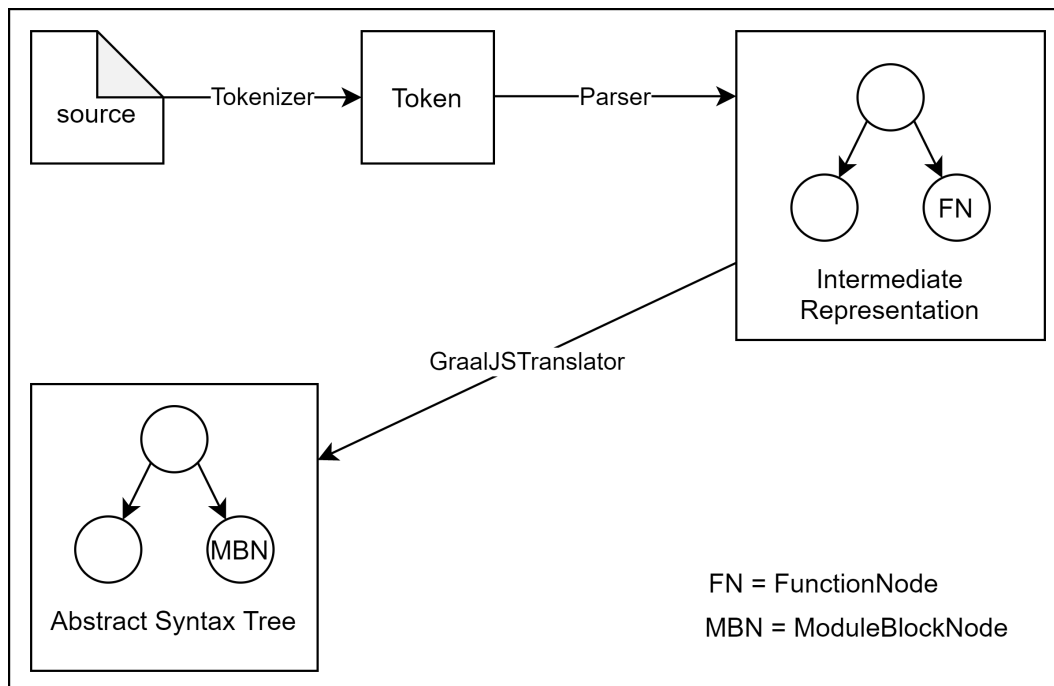 source
Tokenizer
Token
Parser
FN
Intermediate
Representation
GraalJSTranslator
MBN
Abstract Syntax Tree
FN = FunctionNode
MBN = ModuleBlockNode